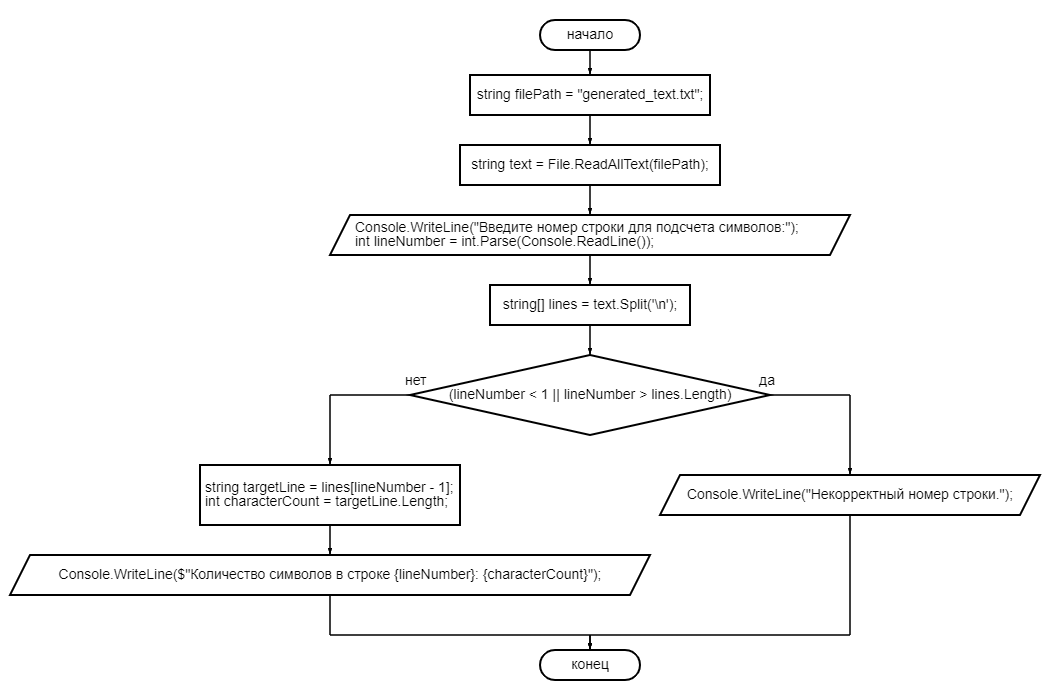 начало
string filePath = "generated_text.txt";
string text = File.ReadAllText(filePath);
Console.WriteLine("Введите номер строки для подсчета символов:");
int lineNumber = int.Parse(Console.ReadLine());
string[] lines = text.Split('\n');
нет
да
(lineNumber < 1 || lineNumber > lines.Length)
string targetLine = lines[lineNumber - 1];
int characterCount = targetLine.Length;
Console.WriteLine("Некорректный номер строки.");
Console.WriteLine($"Количество символов в строке {lineNumber}: {characterCount}");
конец